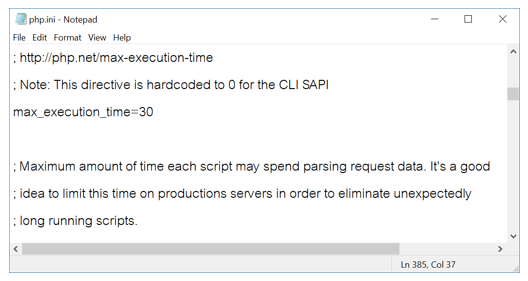 php.ini - Notepad
File Edit Format View Help
; http://php.net/max-execution-time
; Note: This directive is hardcoded to 0 for the CLI SAPI
max_execution_time=30
; Maximum amount of time each script may spend parsing request data. It's a good
; idea to limit this time on productions servers in order to eliminate unexpectedly
; long running scripts.
Ln 385, Col 37